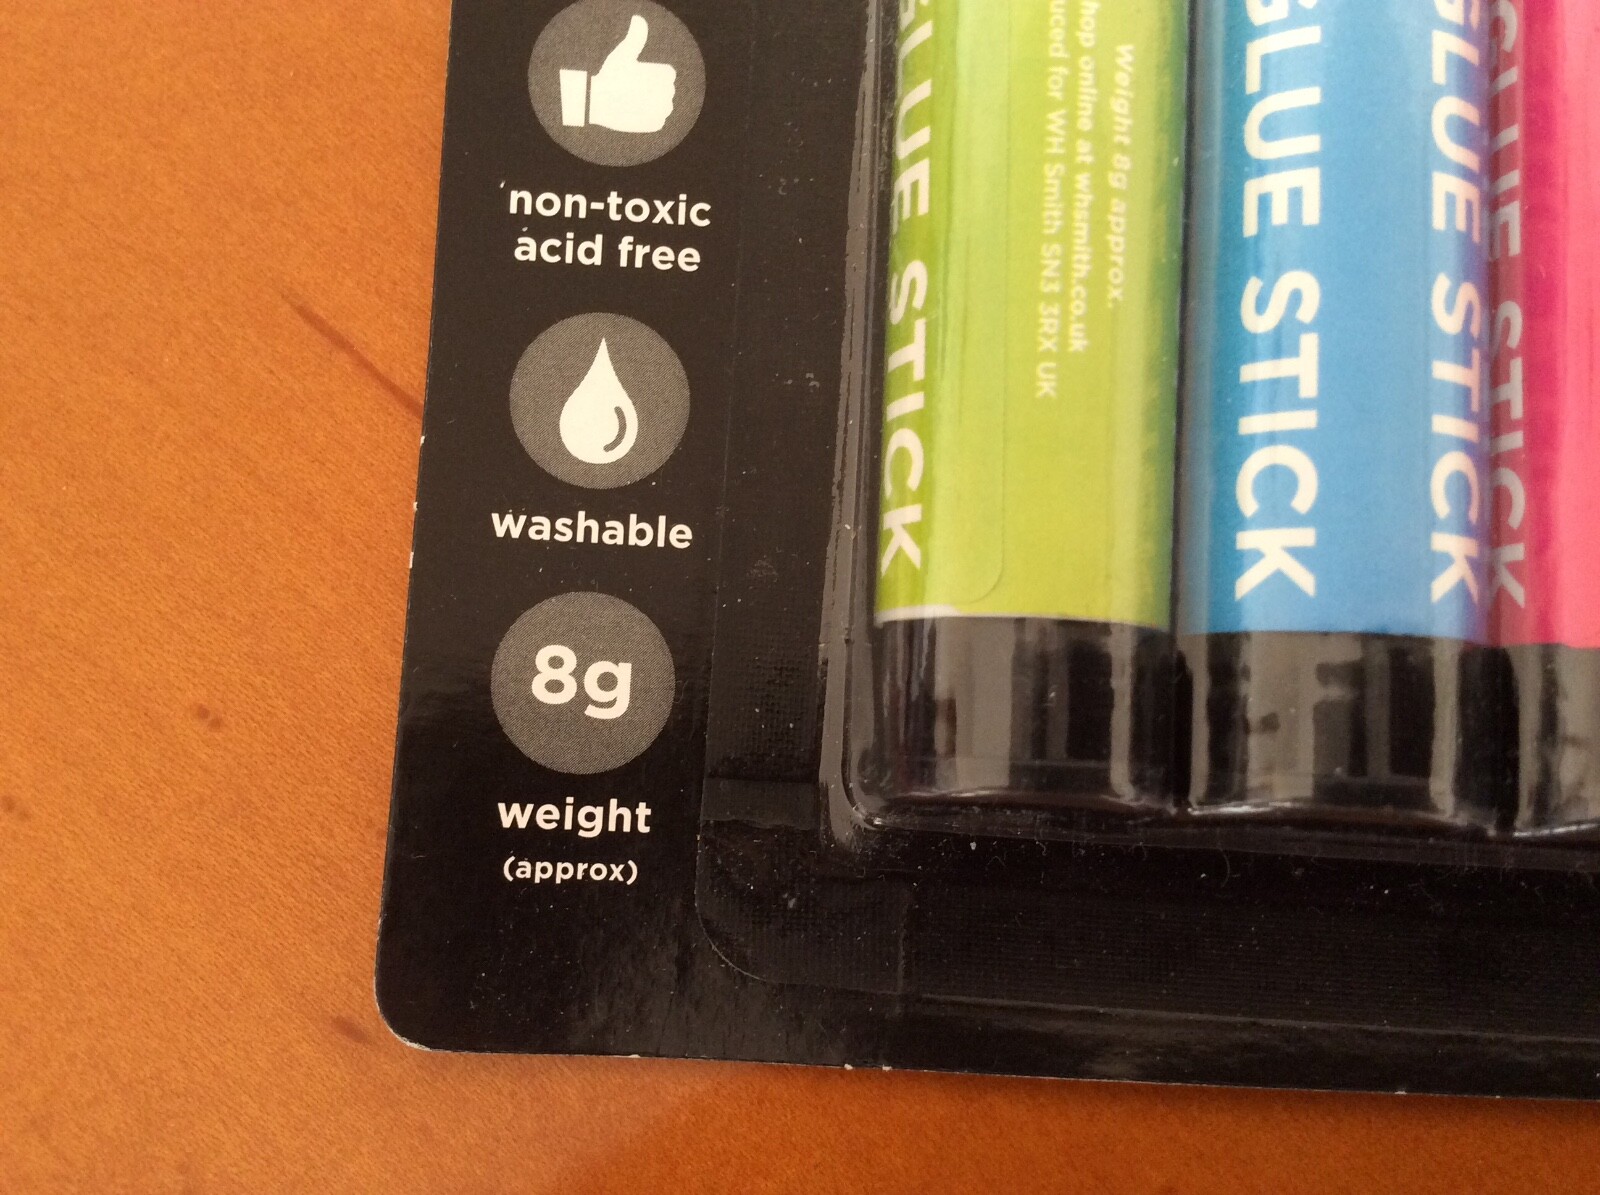 non-toxic
acid free
washable
8g
weight
(approx)
GLUE STICK
Weight 8g approx.
online at whsmith.co.uk
for WH Smith SN3 3RX UK
GLUE STICK
GLUE STICK
GLUE STICK